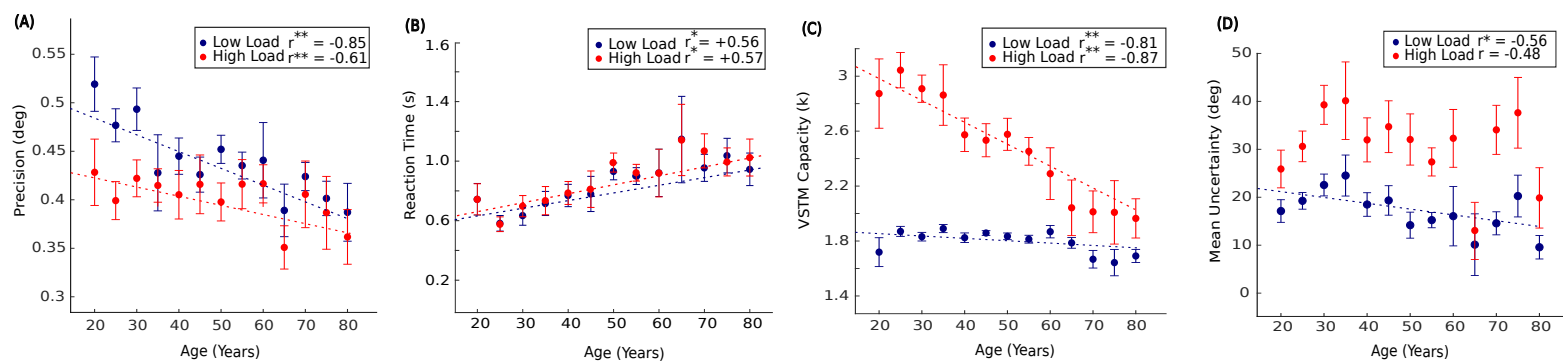 (A)
Low Load r** = -0.85
High Load r** = -0.61
Precision (deg)
0.55
0.5
0.45
0.4
0.35
0.3
20 30 40 50 60 70 80
Age (Years)
(B)
Low Load r* = +0.56
High Load r* = +0.57
Reaction Time (s)
1.6
1.4
1.0
0.6
0.2
20 30 40 50 60 70 80
Age (Years)
(C)
Low Load r** = -0.81
High Load r** = -0.87
VSTM Capacity (k)
3.4
3
2.6
2.2
1.8
1.4
20 30 40 50 60 70 80
Age (Years)
(D)
Low Load r* = -0.56
High Load r = -0.48
Mean Uncertainty (deg)
50
40
30
20
10
0
20 30 40 50 60 70 80
Age (Years)